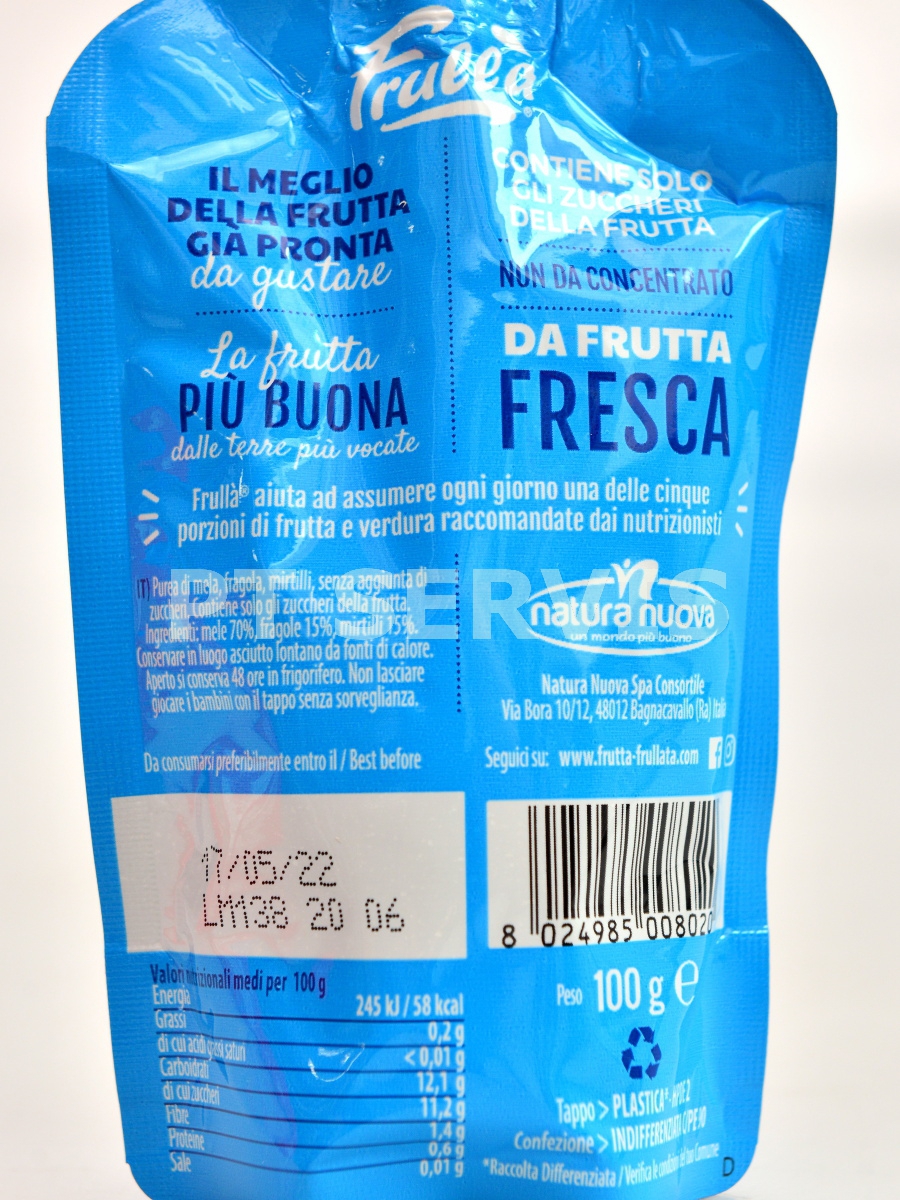 Frullà®
IL MEGLIO
DELLA FRUTTA
GIÀ PRONTA
da gustare
La frutta
PIÙ BUONA
dalle terre più vocate
CONTIENE SOLO
GLI ZUCCHERI
DELLA FRUTTA
NON DA CONCENTRATO
DA FRUTTA
FRESCA
Frullà® aiuta ad assumere ogni giorno una delle cinque
porzioni di frutta e verdura raccomandate dai nutrizionisti
(IT) Purea di mela, fragola, mirtilli, senza aggiunta di
zuccheri. Contiene solo gli zuccheri della frutta.
Ingredienti: mele 70%, fragole 15%, mirtilli 15%.
Conservare in luogo asciutto lontano da fonti di calore.
Aperto si conserva 48 ore in frigorifero. Non lasciare
giocare i bambini con il tappo senza sorveglianza.
PETSERVIS
natura nuova
un mondo più buono
Natura Nuova Spa Consortile
Via Bora 10/12, 48012 Bagnacavallo (Ra) Italia
Da consumarsi preferibilmente entro il / Best before
Seguici su: www.frutta-frullata.com
17/05/22
LM138 20 06
8 024985 008020
Valori nutrizionali medi per 100 g
Energia 245 kJ / 58 kcal
Grassi 0,2 g
di cui acidi grassi saturi < 0,01 g
Carboidrati 12,1 g
di cui zuccheri 11,2 g
Fibre 1,4 g
Proteine 0,6 g
Sale 0,01 g
Peso 100 g e
Tappo > PLASTICA* - HDPE 2
Confezione > INDIFFERENZIATA C/PE 90
*Raccolta Differenziata / Verifica le condizioni del tuo Comune
D